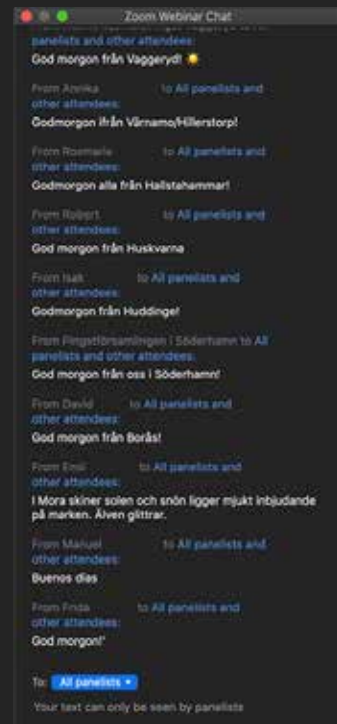 Zoom Webinar Chat
panelists and other attendees:
God morgon från Vaggeryd! ☀️
From Annika to All panelists and
other attendees:
Godmorgon ifrån Värnamo/Hillerstorp!
From Rosmarie to All panelists and
other attendees:
Godmorgon alla från Hallstahammar!
From Robert to All panelists and
other attendees:
God morgon från Huskvarna
From Isak to All panelists and
other attendees:
Godmorgon från Huddinge!
From Pingstförsamlingen i Söderhamn to All
panelists and other attendees:
God morgon från oss i Söderhamn!
From David to All panelists and
other attendees:
God morgon från Borås!
From to All panelists and
other attendees:
I Mora skiner solen och snön ligger mjukt inbjudande
på marken. Älven glittrar.
From Manuel to All panelists and
other attendees:
Buenos dias
From Frida to All panelists and
other attendees:
God morgon!'
To: All panelists
Your text can only be seen by panelists